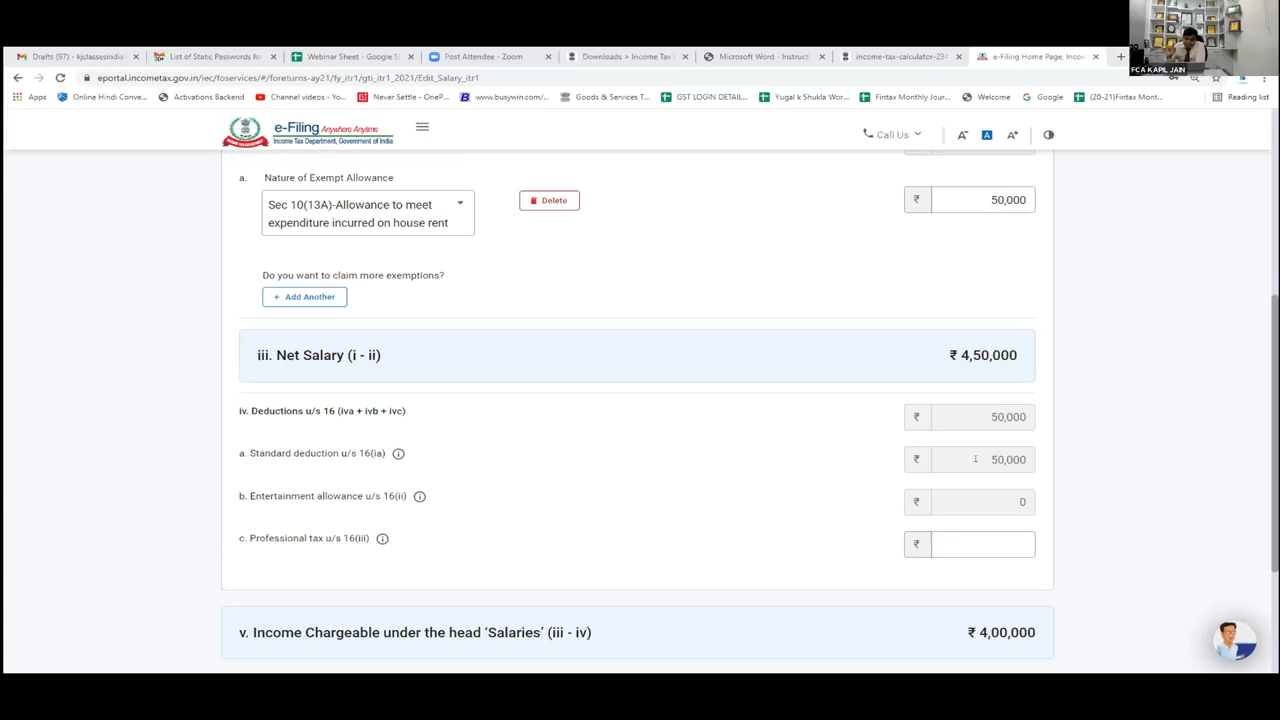 FCA KAPIL JAIN
Drafts (97) - kjclassesindia
List of Static Passwords fo
Webinar Sheet - Google S
Post Attendee - Zoom
Downloads > Income Tax
Microsoft Word - Instructi
income-tax-calculator-234
e-Filing Home Page, Incom
eportal.incometax.gov.in/iec/foservices/#/foreturns-ay21/fy_itr1/gti_itr1_2021/Edit_Salary_itr1
Apps
Online Hindi Conve...
Activations Backend
Channel videos - Yo...
Never Settle - OneP...
www.busywin.com/...
Goods & Services T...
GST LOGIN DETAIL...
Yugal k Shukla Wor...
Fintax Monthly Jour...
Welcome
Google
(20-21)Fintax Mont...
Reading list
e-Filing Anywhere Anytime
Income Tax Department, Government of India
Call Us
A-
A
A+
a. Nature of Exempt Allowance
Sec 10(13A)-Allowance to meet
expenditure incurred on house rent
Delete
₹ 50,000
Do you want to claim more exemptions?
+ Add Another
iii. Net Salary (i - ii) ₹ 4,50,000
iv. Deductions u/s 16 (iva + ivb + ivc) ₹ 50,000
a. Standard deduction u/s 16(ia) ₹ 50,000
b. Entertainment allowance u/s 16(ii) ₹ 0
c. Professional tax u/s 16(iii) ₹
v. Income Chargeable under the head ‘Salaries’ (iii - iv) ₹ 4,00,000